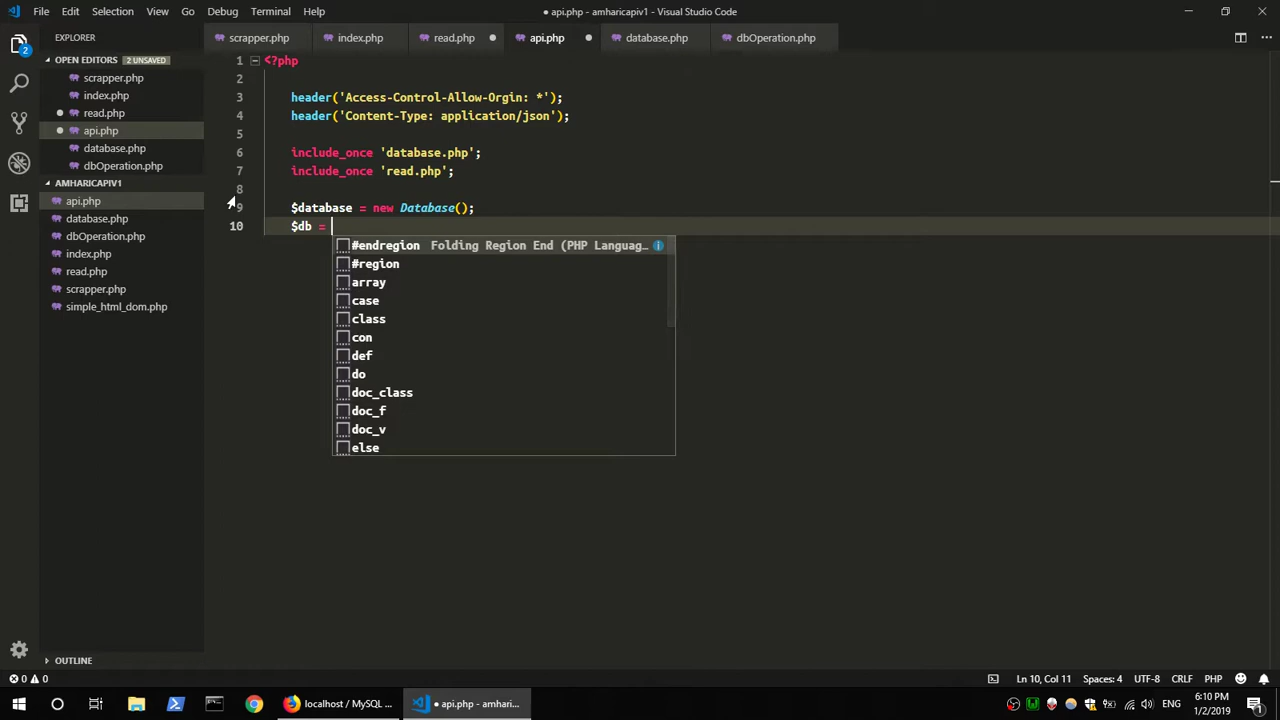 File Edit Selection View Go Debug Terminal Help
● api.php - amharicapiv1 - Visual Studio Code
EXPLORER
scrapper.php
index.php
read.php
api.php
database.php
dbOperation.php
OPEN EDITORS 2 UNSAVED
scrapper.php
index.php
read.php
api.php
database.php
dbOperation.php
AMHARICAPIV1
api.php
database.php
dbOperation.php
index.php
read.php
scrapper.php
simple_html_dom.php
OUTLINE
2
1 <?php
2
3 header('Access-Control-Allow-Orgin: *');
4 header('Content-Type: application/json');
5
6 include_once 'database.php';
7 include_once 'read.php';
8
9 $database = new Database();
10 $db =
#endregion Folding Region End (PHP Languag…
#region
array
case
class
con
def
do
doc_class
doc_f
doc_v
else
0 0
Ln 10, Col 11 Spaces: 4 UTF-8 CRLF PHP
localhost / MySQL ...
● api.php - amhari...
ENG
6:10 PM
1/2/2019
1